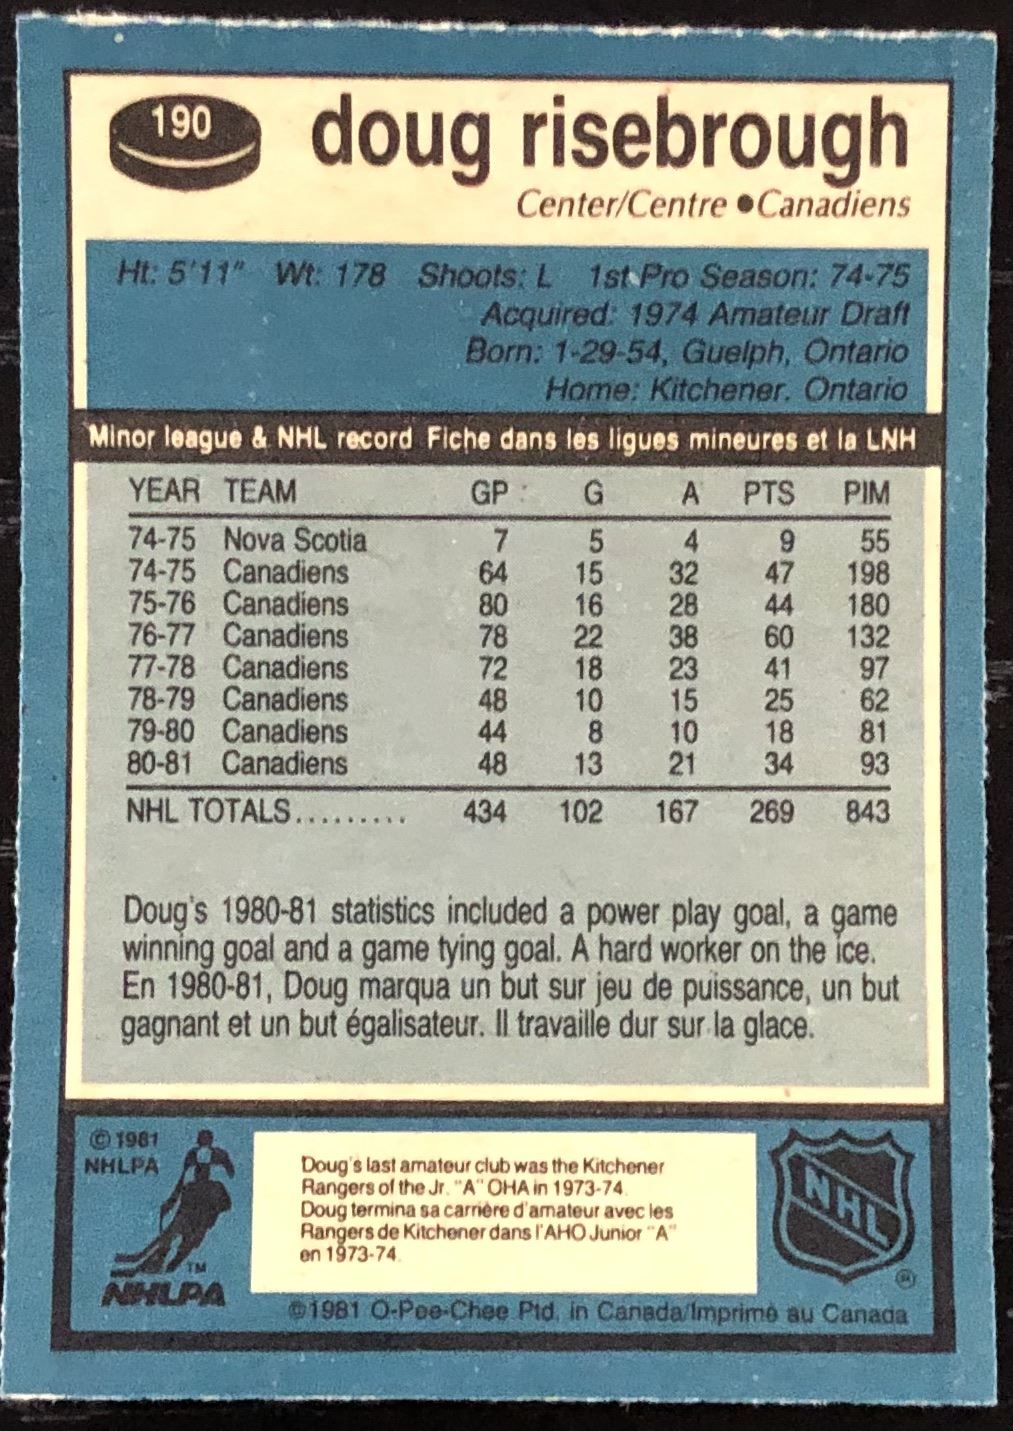 190
doug risebrough
Center/Centre ●Canadiens
Ht: 5'11" Wt: 178 Shoots: L 1st Pro Season: 74-75
Acquired: 1974 Amateur Draft
Born: 1-29-54, Guelph, Ontario
Home: Kitchener. Ontario
Minor league & NHL record Fiche dans les ligues mineures et la LNH
YEAR TEAM GP G A PTS PIM
74-75 Nova Scotia 7 5 4 9 55
74-75 Canadiens 64 15 32 47 198
75-76 Canadiens 80 16 28 44 180
76-77 Canadiens 78 22 38 60 132
77-78 Canadiens 72 18 23 41 97
78-79 Canadiens 48 10 15 25 62
79-80 Canadiens 44 8 10 18 81
80-81 Canadiens 48 13 21 34 93
NHL TOTALS......... 434 102 167 269 843
Doug's 1980-81 statistics included a power play goal, a game
winning goal and a game tying goal. A hard worker on the ice.
En 1980-81, Doug marqua un but sur jeu de puissance, un but
gagnant et un but égalisateur. Il travaille dur sur la glace.
©1981
NHLPA
TM
NHLPA
Doug's last amateur club was the Kitchener
Rangers of the Jr. "A" OHA in 1973-74.
Doug termina sa carrière d'amateur avec les
Rangers de Kitchener dans l'AHO Junior "A"
en 1973-74.
NHL
®
©1981 O-Pee-Chee Ptd. in Canada/Imprimé au Canada